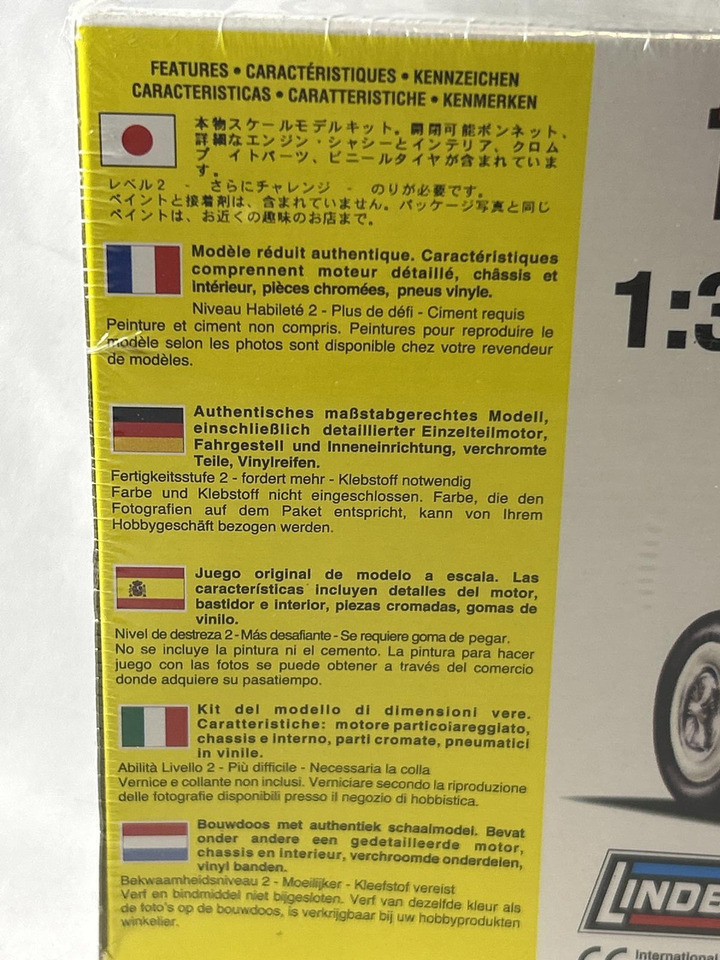 FEATURES • CARACTÉRISTIQUES • KENNZEICHEN
CARACTERISTICAS • CARATTERISTICHE • KENMERKEN
本物スケールモデルキット。開閉可能ボンネット、
詳細なエンジン・シャシーとインテリア、クロム
プ イトパーツ、ビニールタイヤが含まれていま
す。
レベル2 - さらにチャレンジ - のりが必要です。
ペイントと接着剤は、含まれていません。パッケージ写真と同じ
ペイントは、お近くの趣味のお店まで。
Modèle réduit authentique. Caractéristiques
comprennent moteur détaillé, châssis et
intérieur, pièces chromées, pneus vinyle.
Niveau Habileté 2 - Plus de défi - Ciment requis
Peinture et ciment non compris. Peintures pour reproduire le
modèle selon les photos sont disponible chez votre revendeur
de modèles.
Authentisches maßstabgerechtes Modell,
einschließlich detaillierter Einzelteilmotor,
Fahrgestell und Inneneinrichtung, verchromte
Teile, Vinylreifen.
Fertigkeitsstufe 2 - fordert mehr - Klebstoff notwendig
Farbe und Klebstoff nicht eingeschlossen. Farbe, die den
Fotografien auf dem Paket entspricht, kann von Ihrem
Hobbygeschäft bezogen werden.
Juego original de modelo a escala. Las
características incluyen detalles del motor,
bastidor e interior, piezas cromadas, gomas de
vinilo.
Nivel de destreza 2 - Más desafiante - Se requiere goma de pegar.
No se incluye la pintura ni el cemento. La pintura para hacer
juego con las fotos se puede obtener a través del comercio
donde adquiere su pasatiempo.
Kit del modello di dimensioni vere.
Caratteristiche: motore particoiareggiato,
chassis e interno, parti cromate, pneumatici
in vinile.
Abilità Livello 2 - Più difficile - Necessaria la colla
Vernice e collante non inclusi. Verniciare secondo la riproduzione
delle fotografie disponibili presso il negozio di hobbistica.
Bouwdoos met authentiek schaalmodel. Bevat
onder andere een gedetailleerde motor,
chassis en interieur, verchroomde onderdelen,
vinyl banden.
Bekwaamheidsniveau 2 - Moeilijker - Kleefstof vereist
Verf en bindmiddel niet bijgesloten. Verf van dezelfde kleur als
de foto's op de bouwdoos, is verkrijgbaar bij uw hobbyprodukten
winkelier.
1:3
LINDE
CE International